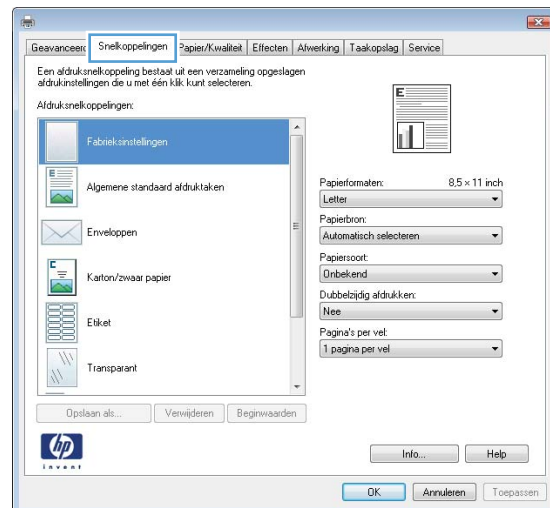 Geavanceerd Snelkoppelingen Papier/Kwaliteit Effecten Afwerking Taakopslag Service
Een afdruksnelkoppeling bestaat uit een verzameling opgeslagen
afdrukinstellingen die u met één klik kunt selecteren.
Afdruksnelkoppelingen:
Fabrieksinstellingen
Algemene standaard afdruktaken
Enveloppen
Karton/zwaar papier
Etiket
Transparant
Opslaan als... Verwijderen Beginwaarden
E
Papierformaten: 8,5 × 11 inch
Letter
Papierbron:
Automatisch selecteren
Papiersoort:
Onbekend
Dubbelzijdig afdrukken:
Nee
Pagina's per vel:
1 pagina per vel
hp
invent
Info... Help
OK Annuleren Toepassen